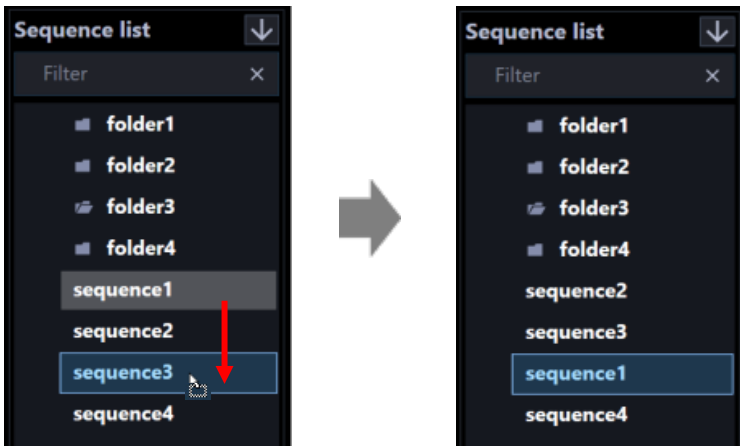 Sequence list
Filter
folder1
folder2
folder3
folder4
sequence1
sequence2
sequence3
sequence4
Sequence list
Filter
folder1
folder2
folder3
folder4
sequence2
sequence3
sequence1
sequence4